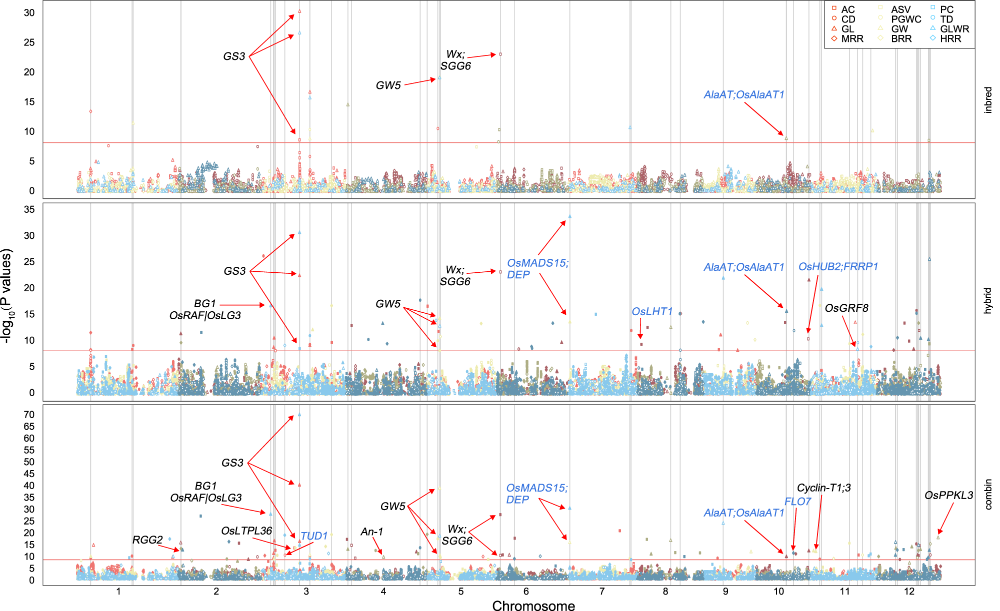 30
25
20
15
10
5
0
GS3
Wx;
SGG6
GW5
AlaAT;OsAlaAT1
AC ASV PC
CD PGWC TD
GL GW GLWR
MRR BRR HRR
inbred
-log10(P values)
35
30
25
20
15
10
5
0
GS3
BG1
OsRAF|OsLG3
GW5
Wx;
SGG6
OsMADS15;
DEP
OsLHT1
AlaAT;OsAlaAT1
OsHUB2;FRRP1
OsGRF8
hybrid
70
65
60
55
50
45
40
35
30
25
20
15
10
5
0
GS3
BG1
OsRAF|OsLG3
OsLTPL36
RGG2
TUD1
An-1
GW5
Wx;
SGG6
OsMADS15;
DEP
AlaAT;OsAlaAT1
FLO7
Cyclin-T1;3
OsPPKL3
combin
1 2 3 4 5 6 7 8 9 10 11 12
Chromosome